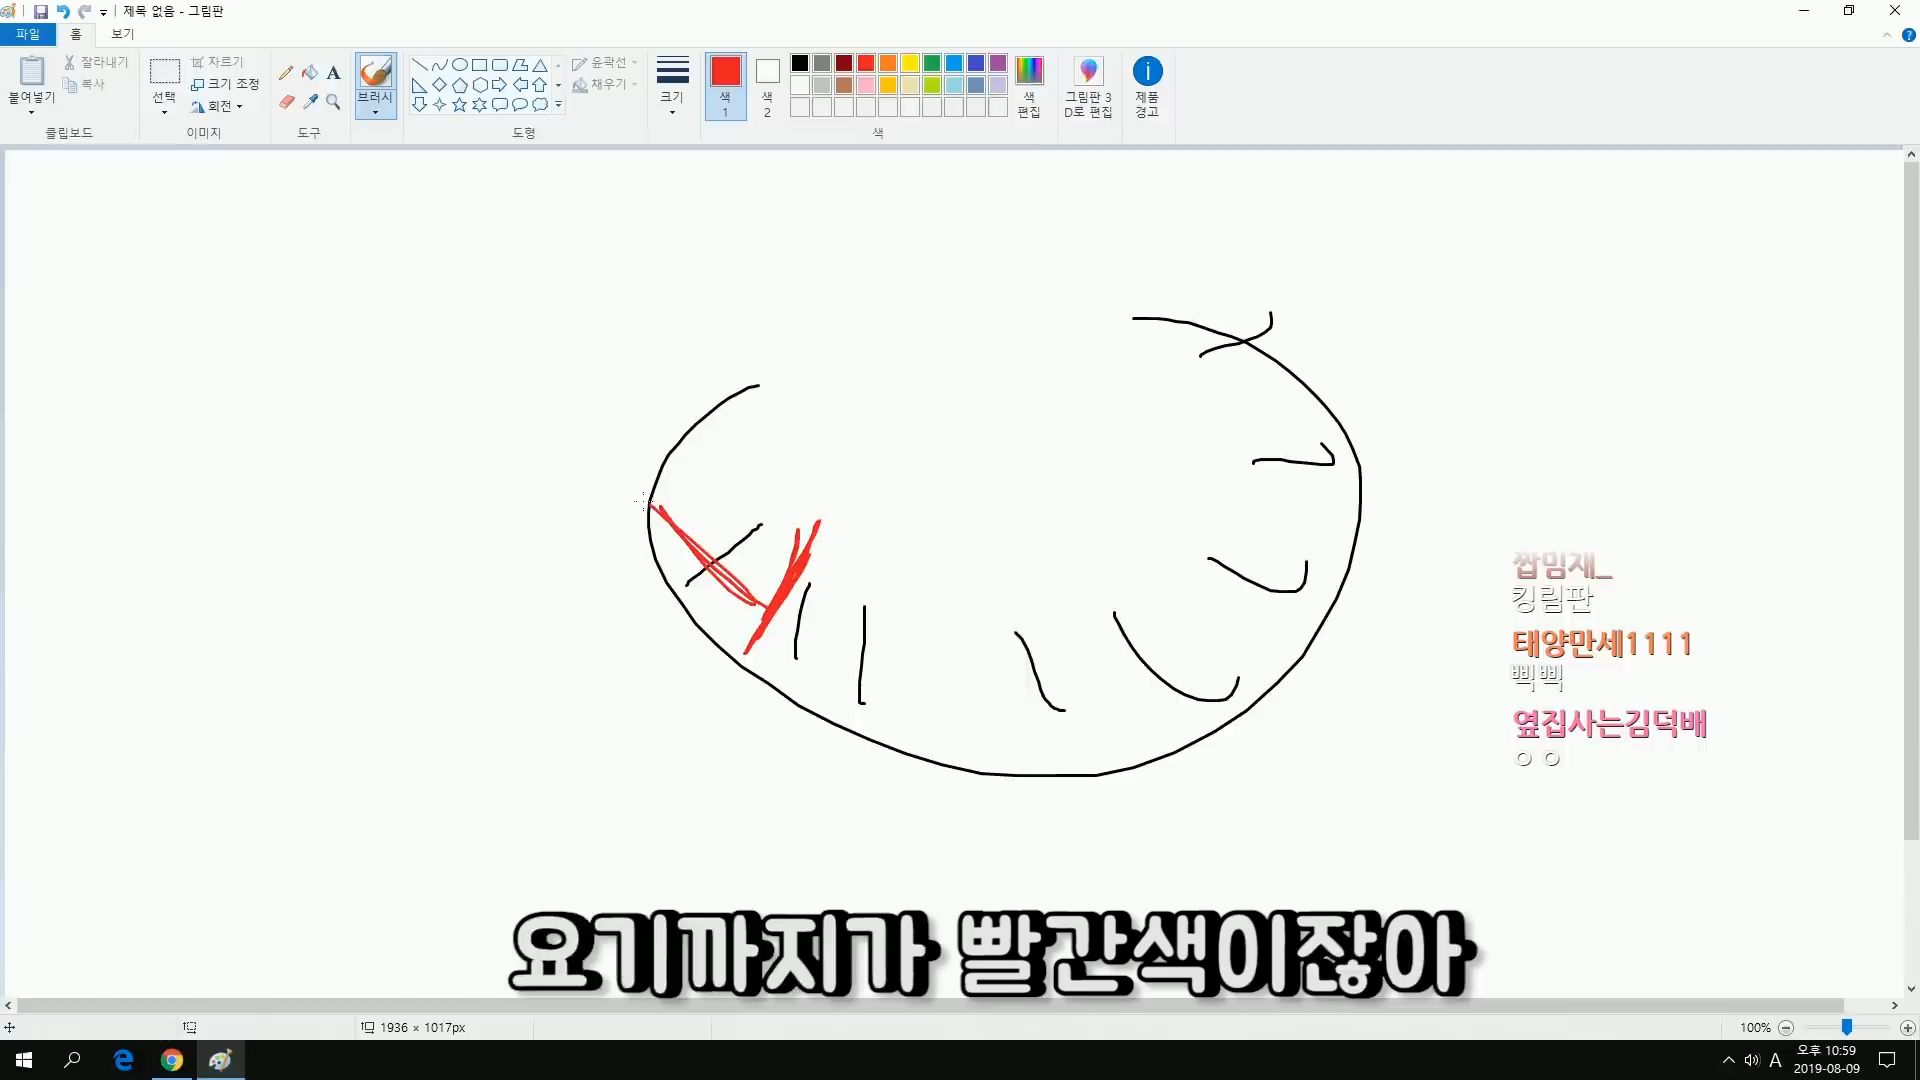 제목 없음 - 그림판
파일 홈 보기
붙여넣기
잘라내기
복사
클립보드
선택
자르기
크기 조정
회전
이미지
A
도구
브러시
윤곽선
채우기
도형
크기
색 1
색 2
색 편집
색
그림판 3D로 편집
제품 경고
짭밈재_
킹림판
태양만세1111
삑삑
옆집사는김덕배
ㅇㅇ
요기까지가 빨간색이잖아
1936 × 1017px
100%
A
오후 10:59
2019-08-09